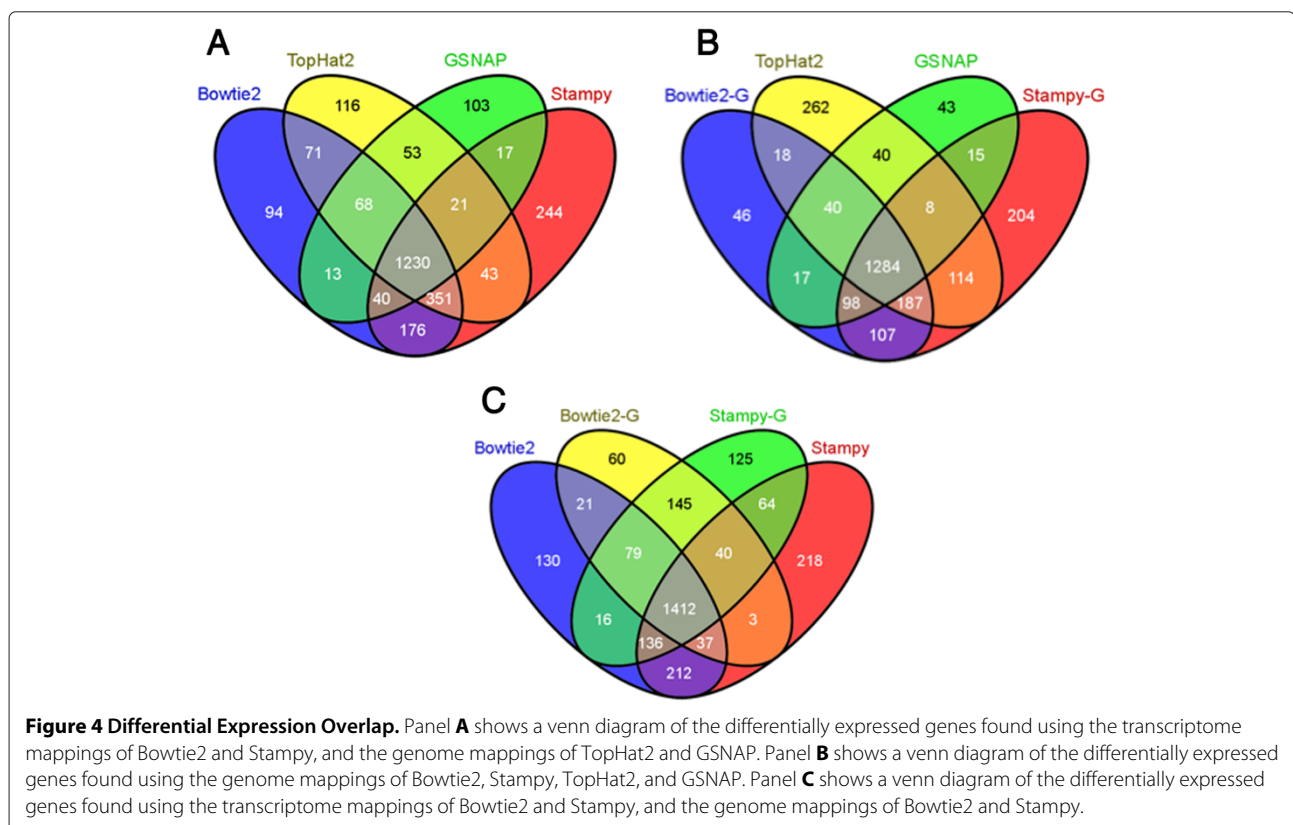 A
B
TopHat2
GSNAP
Bowtie2
Stampy
116
103
71
53
17
94
68
21
244
13
1230
43
40
351
176
TopHat2
GSNAP
Bowtie2-G
Stampy-G
262
43
18
40
15
46
40
8
204
17
1284
114
98
187
107
C
Bowtie2-G
Stampy-G
Bowtie2
Stampy
60
125
21
145
64
130
79
40
218
16
1412
3
136
37
212
Figure 4 Differential Expression Overlap. Panel A shows a venn diagram of the differentially expressed genes found using the transcriptome
mappings of Bowtie2 and Stampy, and the genome mappings of TopHat2 and GSNAP. Panel B shows a venn diagram of the differentially expressed
genes found using the genome mappings of Bowtie2, Stampy, TopHat2, and GSNAP. Panel C shows a venn diagram of the differentially expressed
genes found using the transcriptome mappings of Bowtie2 and Stampy, and the genome mappings of Bowtie2 and Stampy.